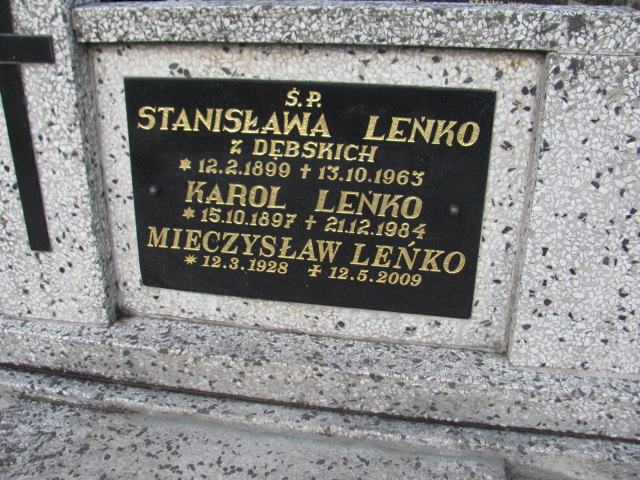 Ś.P.
STANISŁAWA LEŃKO
Z DĘBSKICH
*12.2.1899 †13.10.1963
KAROL LEŃKO
*15.10.1897 †21.12.1984
MIECZYSŁAW LEŃKO
*12.3.1928 †12.5.2009